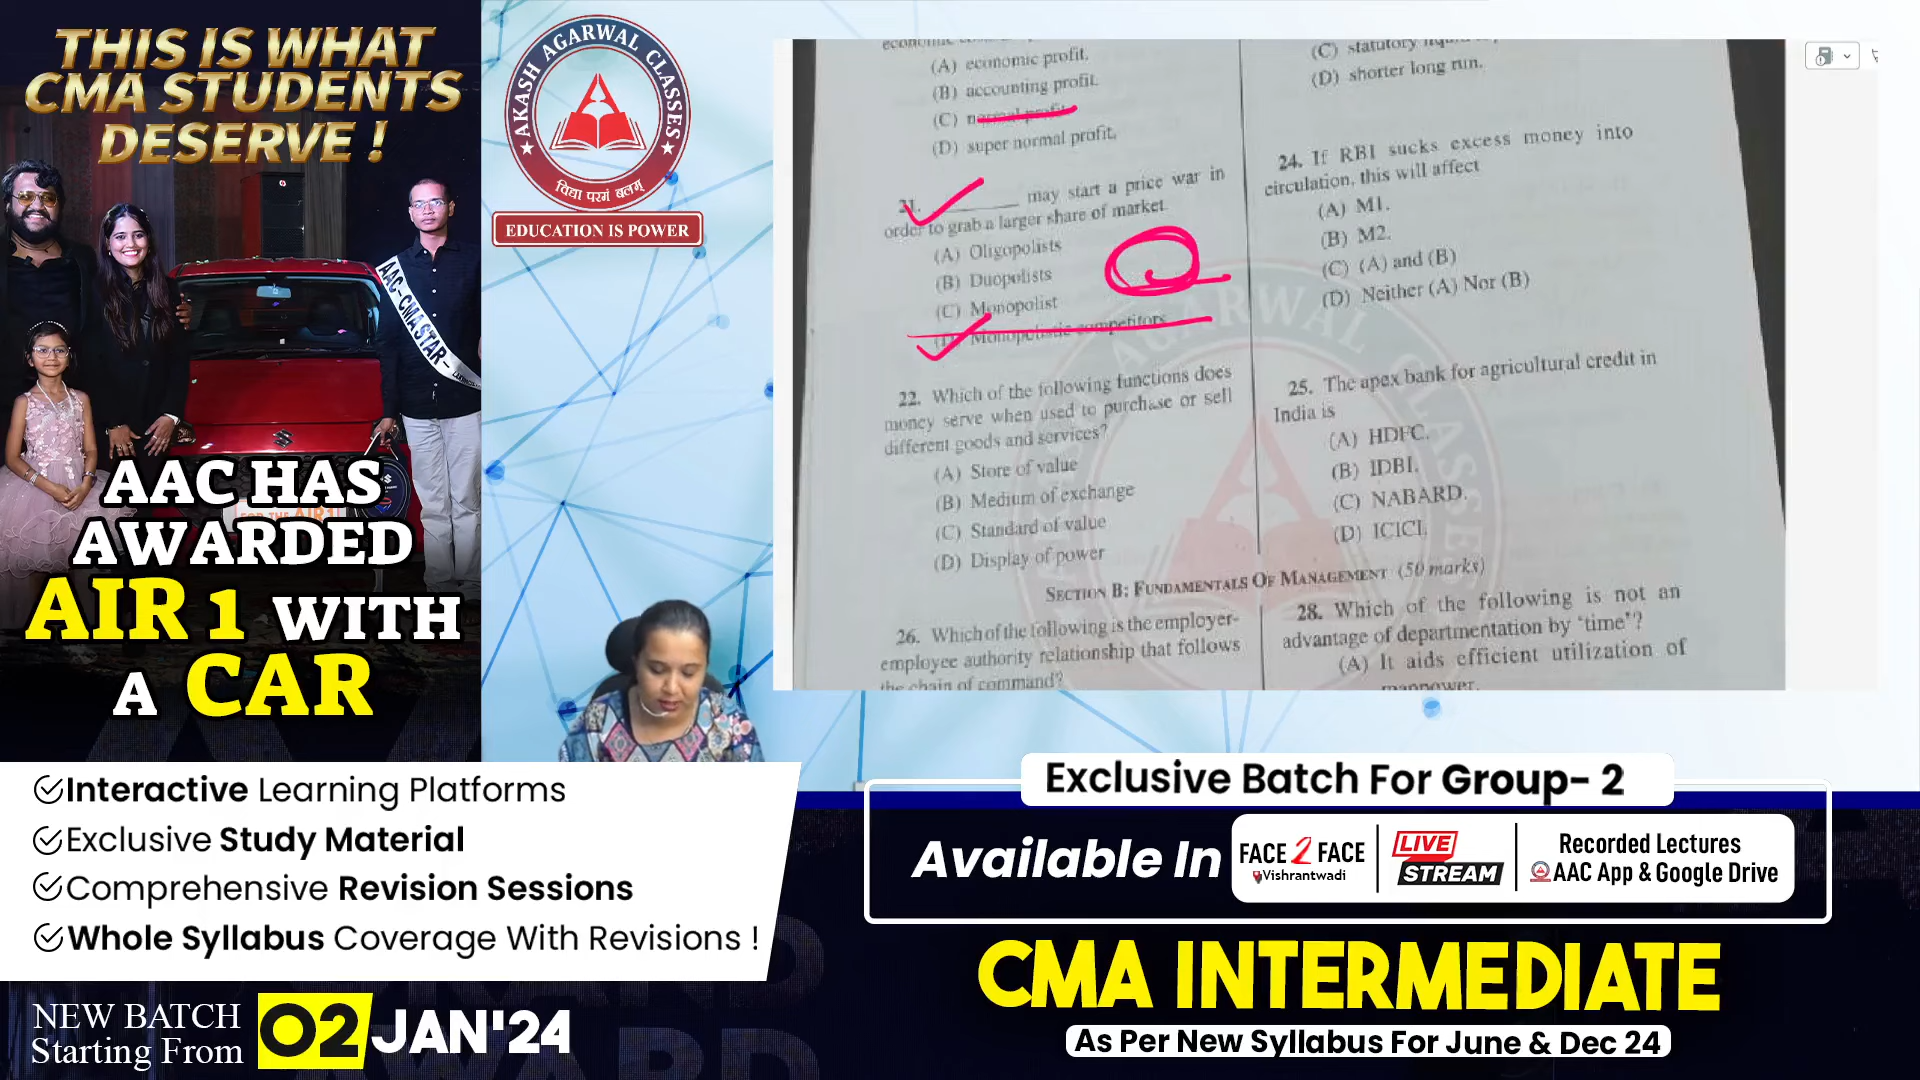 THIS IS WHAT
CMA STUDENTS
DESERVE !
AAC-CMA STAR-
AAC HAS
AWARDED
AIR 1 WITH
A CAR
AKASH AGARWAL CLASSES
विद्या परमं बलम्
EDUCATION IS POWER
(A) economic profit.
(B) accounting profit.
(C) normal profit
(D) super normal profit.
21. ________ may start a price war in
order to grab a larger share of market.
(A) Oligopolists
(B) Duopolists
(C) Monopolist
(D) Monopolistic competitors
22. Which of the following functions does
money serve when used to purchase or sell
different goods and services?
(A) Store of value
(B) Medium of exchange
(C) Standard of value
(D) Display of power
(C) statutory
(D) shorter long run.
24. If RBI sucks excess money into
circulation, this will affect
(A) M1.
(B) M2.
(C) (A) and (B)
(D) Neither (A) Nor (B)
25. The apex bank for agricultural credit in
India is
(A) HDFC.
(B) IDBI.
(C) NABARD.
(D) ICICI.
SECTION B: FUNDAMENTALS OF MANAGEMENT (50 marks)
26. Which of the following is the employer-
employee authority relationship that follows
the chain of command?
28. Which of the following is not an
advantage of departmentation by 'time'?
(A) It aids efficient utilization of
manpower.
Interactive Learning Platforms
Exclusive Study Material
Comprehensive Revision Sessions
Whole Syllabus Coverage With Revisions !
NEW BATCH
Starting From
02 JAN'24
Exclusive Batch For Group- 2
Available In
FACE 2 FACE
Vishrantwadi
LIVE
STREAM
Recorded Lectures
AAC App & Google Drive
CMA INTERMEDIATE
As Per New Syllabus For June & Dec 24